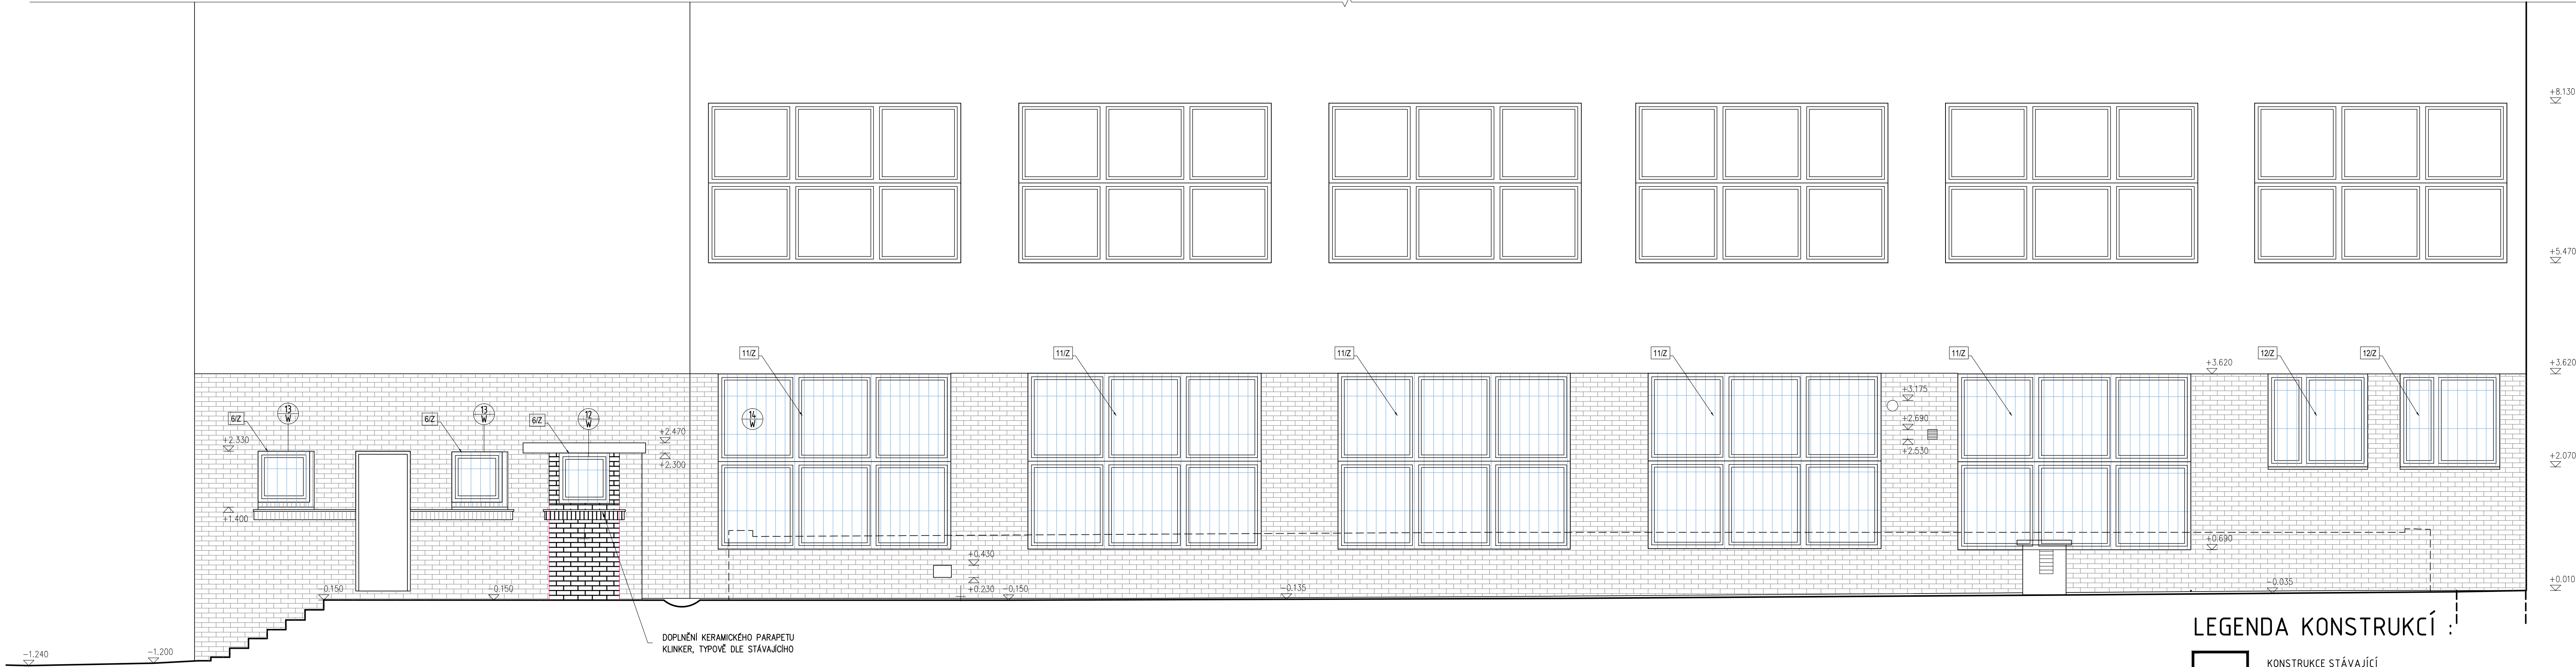 +8.130
+5.470
11/Z
11/Z
11/Z
11/Z
11/Z
+3.620
12/Z
12/Z
+3.620
+3.175
6/Z
13
W
6/Z
13
W
6/Z
12
W
14
W
+2.690
+2.330
+2.470
+2.530
+2.300
+2.070
+1.400
+0.690
+0.430
+0.230
-0.150
-0.150
-0.150
-0.135
-0.035
+0.010
LEGENDA KONSTRUKCÍ :
DOPLNĚNÍ KERAMICKÉHO PARAPETU
KLINKER, TYPOVĚ DLE STÁVAJÍCÍHO
-1.240
-1.200
KONSTRUKCE STÁVAJÍCÍ